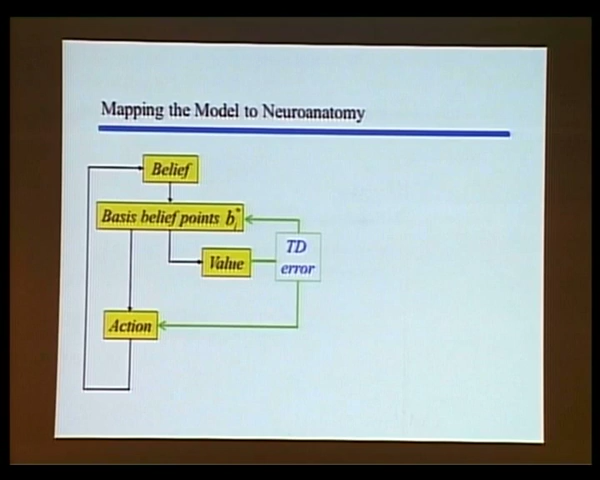 Mapping the Model to Neuroanatomy
Belief
Basis belief points b*i
Value
TD
error
Action